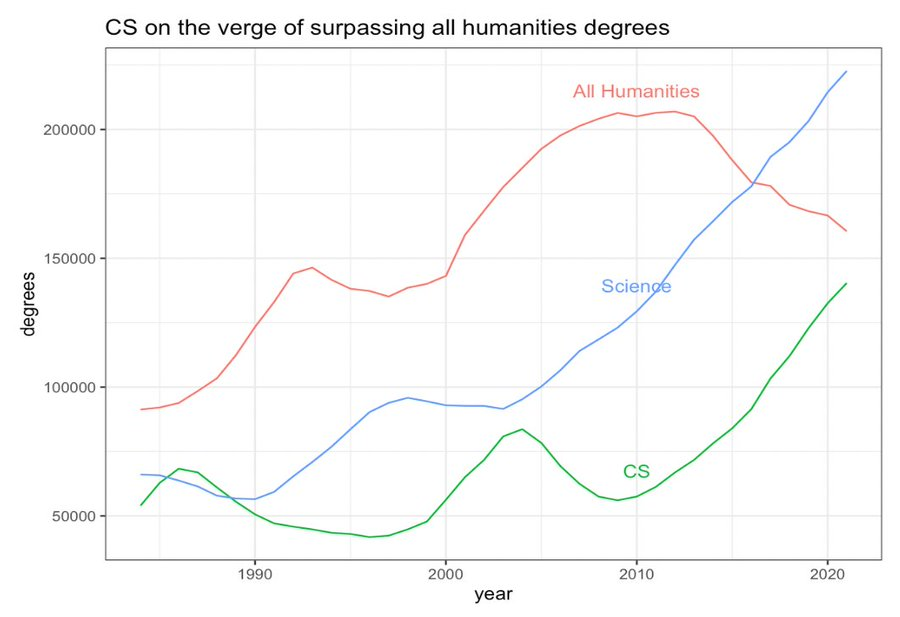 CS on the verge of surpassing all humanities degrees
All Humanities
200000
150000
Science
degrees
100000
CS
50000
1990 2000 2010 2020
year